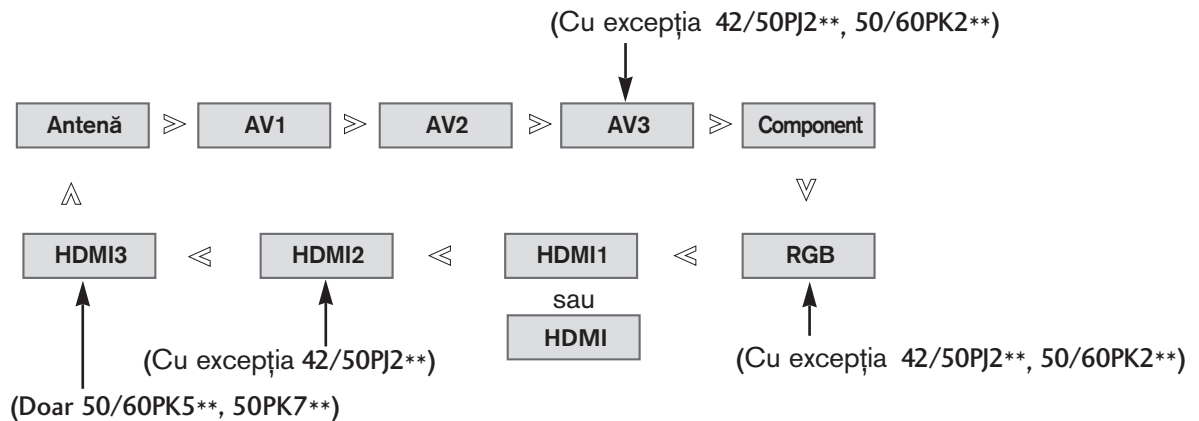 (Cu excepția 42/50PJ2**, 50/60PK2**)
Antenă AV1 AV2 AV3 Component
HDMI3 HDMI2 HDMI1 RGB
sau
HDMI
(Cu excepția 42/50PJ2**) (Cu excepția 42/50PJ2**, 50/60PK2**)
(Doar 50/60PK5**, 50PK7**)